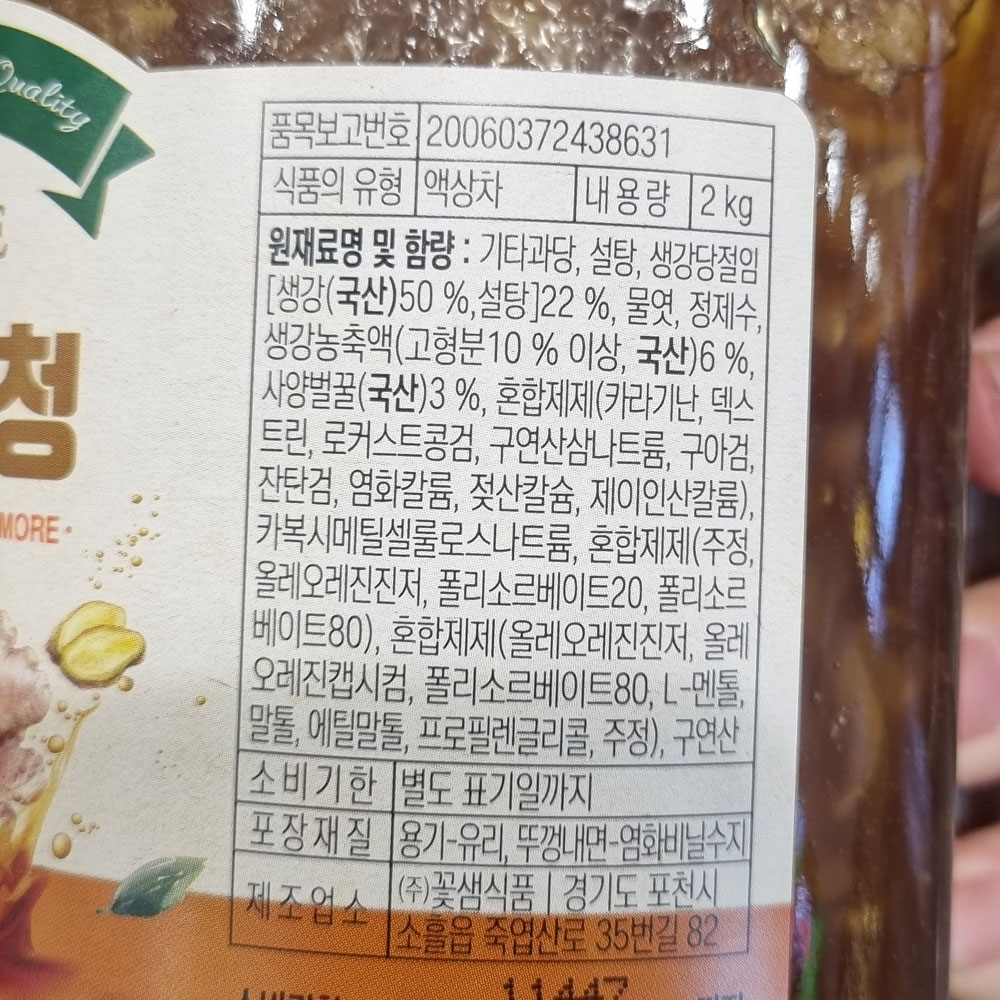 Quality
청
MORE·
품목보고번호 20060372438631
식품의 유형 액상차 내용량 2 kg
원재료명 및 함량 : 기타과당, 설탕, 생강당절임
[생강(국산)50 %,설탕]22 %, 물엿, 정제수,
생강농축액(고형분10 % 이상, 국산)6 %,
사양벌꿀(국산)3 %, 혼합제제(카라기난, 덱스
트린, 로커스트콩검, 구연산삼나트륨, 구아검,
잔탄검, 염화칼륨, 젖산칼슘, 제이인산칼륨),
카복시메틸셀룰로스나트륨, 혼합제제(주정,
올레오레진진저, 폴리소르베이트20, 폴리소르
베이트80), 혼합제제(올레오레진진저, 올레
오레진캡시컴, 폴리소르베이트80, L-멘톨,
말톨, 에틸말톨, 프로필렌글리콜, 주정), 구연산
소비기한 별도 표기일까지
포장재질 용기-유리, 뚜껑내면-염화비닐수지
제조업소 (주)꽃샘식품 | 경기도 포천시
소흘읍 죽엽산로 35번길 82
11447